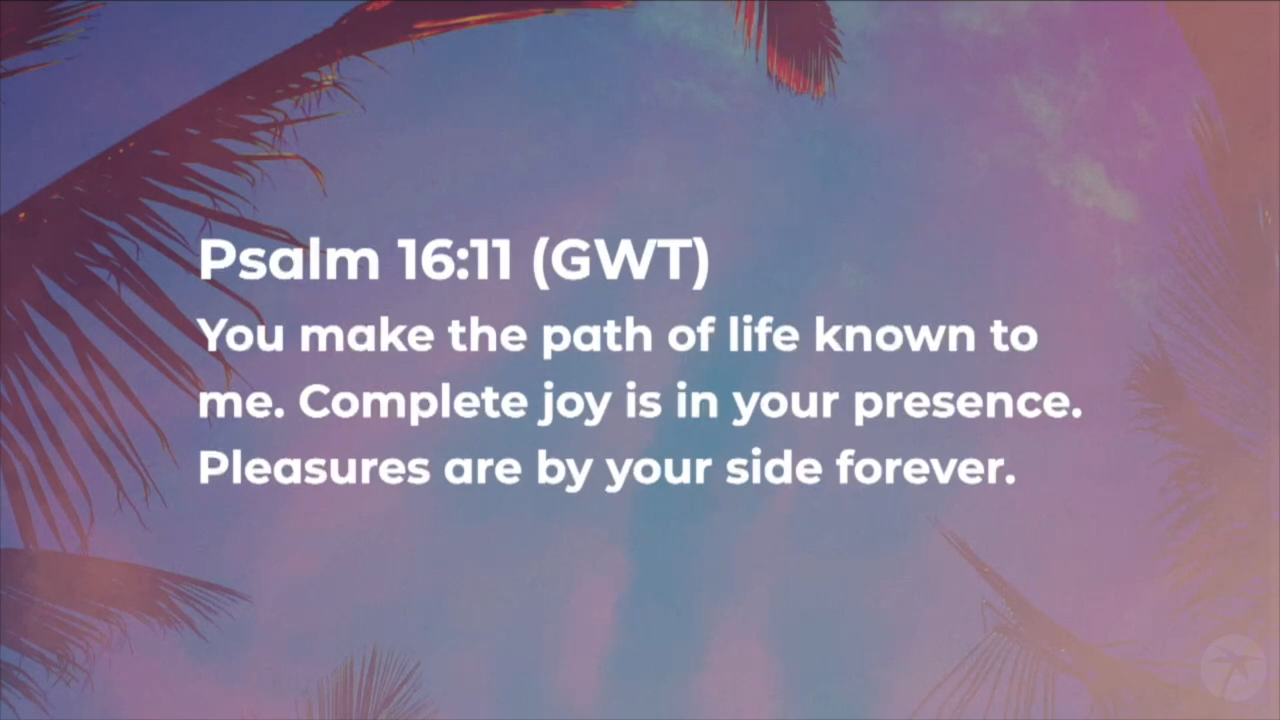 Psalm 16:11 (GWT)
You make the path of life known to
me. Complete joy is in your presence.
Pleasures are by your side forever.